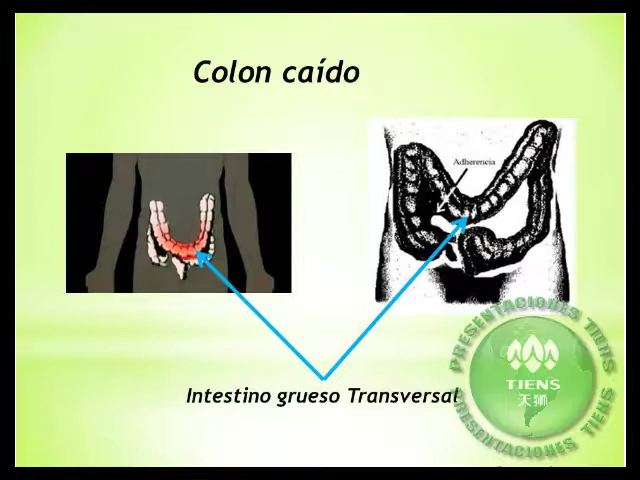 Colon caído
Adherencia
Intestino grueso Transversal
PRESENTACIONES TIENS
TIENS
天狮
PRESENTACIONES TIENS